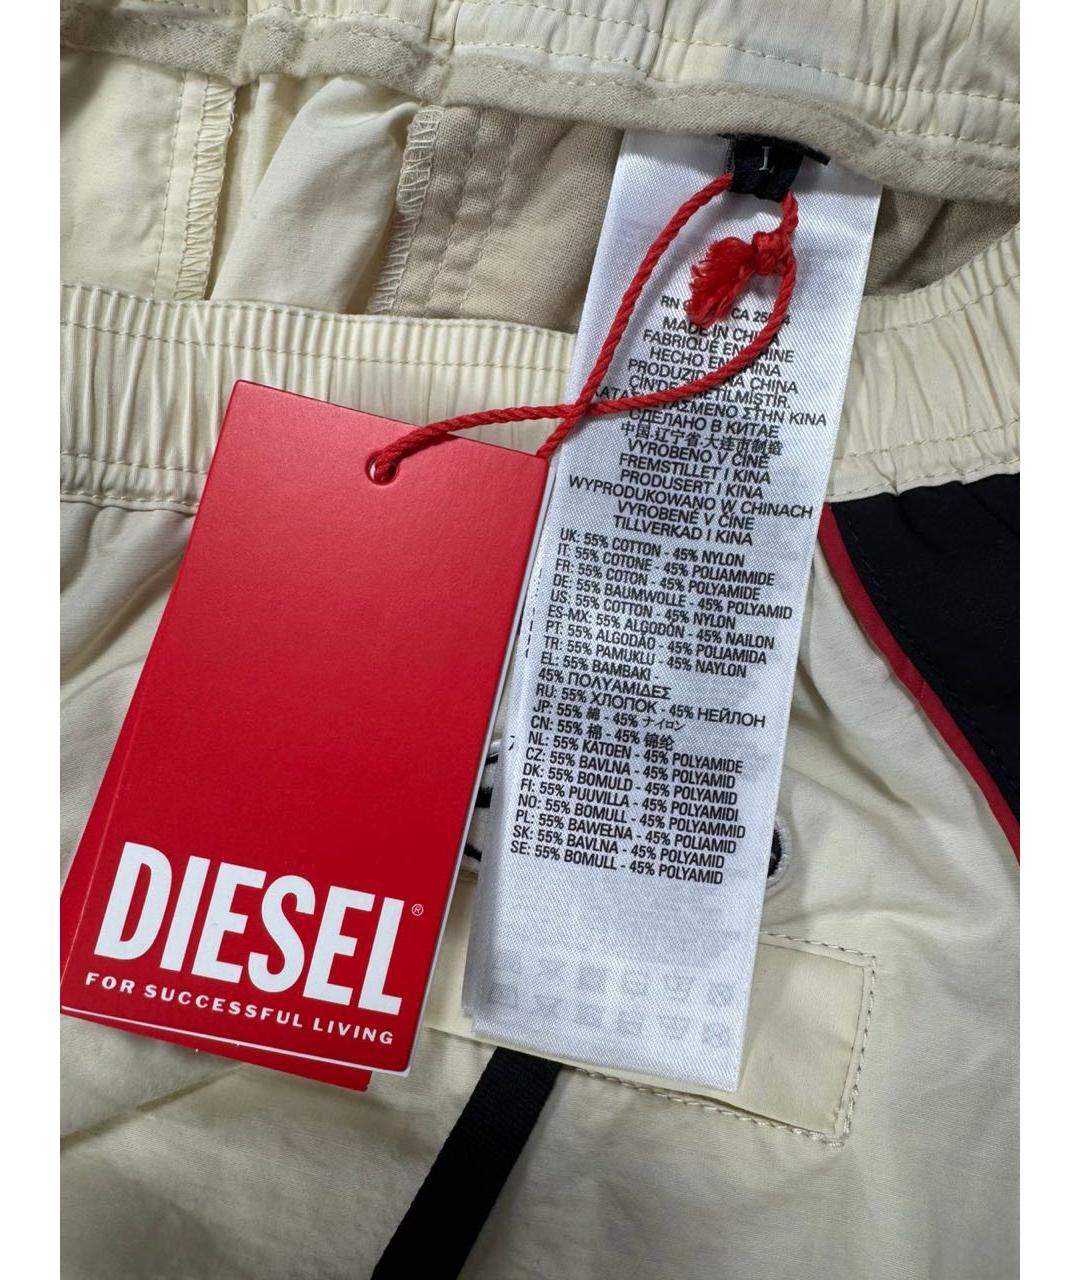 L
RN CA
MADE IN CHINA
FABRIQUÉ EN CHINE
HECHO EN CHINA
PRODUZIDO NA CHINA
ÇİN'DE ÜRETİLMİŞTİR
ΚΑΤΑΣΚΕΥΑΣΜΕΝΟ ΣΤΗΝ ΚΙΝΑ
СДЕЛАНО В КИТАЕ
中国·辽宁省·大连市制造
VYROBENO V ČÍNĚ
FREMSTILLET I KINA
PRODUSERT I KINA
WYPRODUKOWANO W CHINACH
VYROBENÉ V ČÍNE
TILLVERKAD I KINA
UK: 55% COTTON - 45% NYLON
IT: 55% COTONE - 45% POLIAMMIDE
FR: 55% COTON - 45% POLYAMIDE
DE: 55% BAUMWOLLE - 45% POLYAMID
US: 55% COTTON - 45% NYLON
ES-MX: 55% ALGODÓN - 45% NAILON
PT: 55% ALGODÃO - 45% POLIAMIDA
TR: 55% PAMUKLU - 45% NAYLON
EL: 55% ΒΑΜΒΑΚΙ -
45% ΠΟΛΥΑΜΙΔΕΣ
RU: 55% ХЛОПОК - 45% НЕЙЛОН
JP: 55% 綿 - 45% ナイロン
CN: 55% 棉 - 45% 锦纶
NL: 55% KATOEN - 45% POLYAMIDE
CZ: 55% BAVLNA - 45% POLYAMID
DK: 55% BOMULD - 45% POLYAMID
FI: 55% PUUVILLA - 45% POLYAMIDI
NO: 55% BOMULL - 45% POLYAMMID
PL: 55% BAWEŁNA - 45% POLIAMID
SK: 55% BAVLNA - 45% POLYAMID
SE: 55% BOMULL - 45% POLYAMID
DIESEL®
FOR SUCCESSFUL LIVING